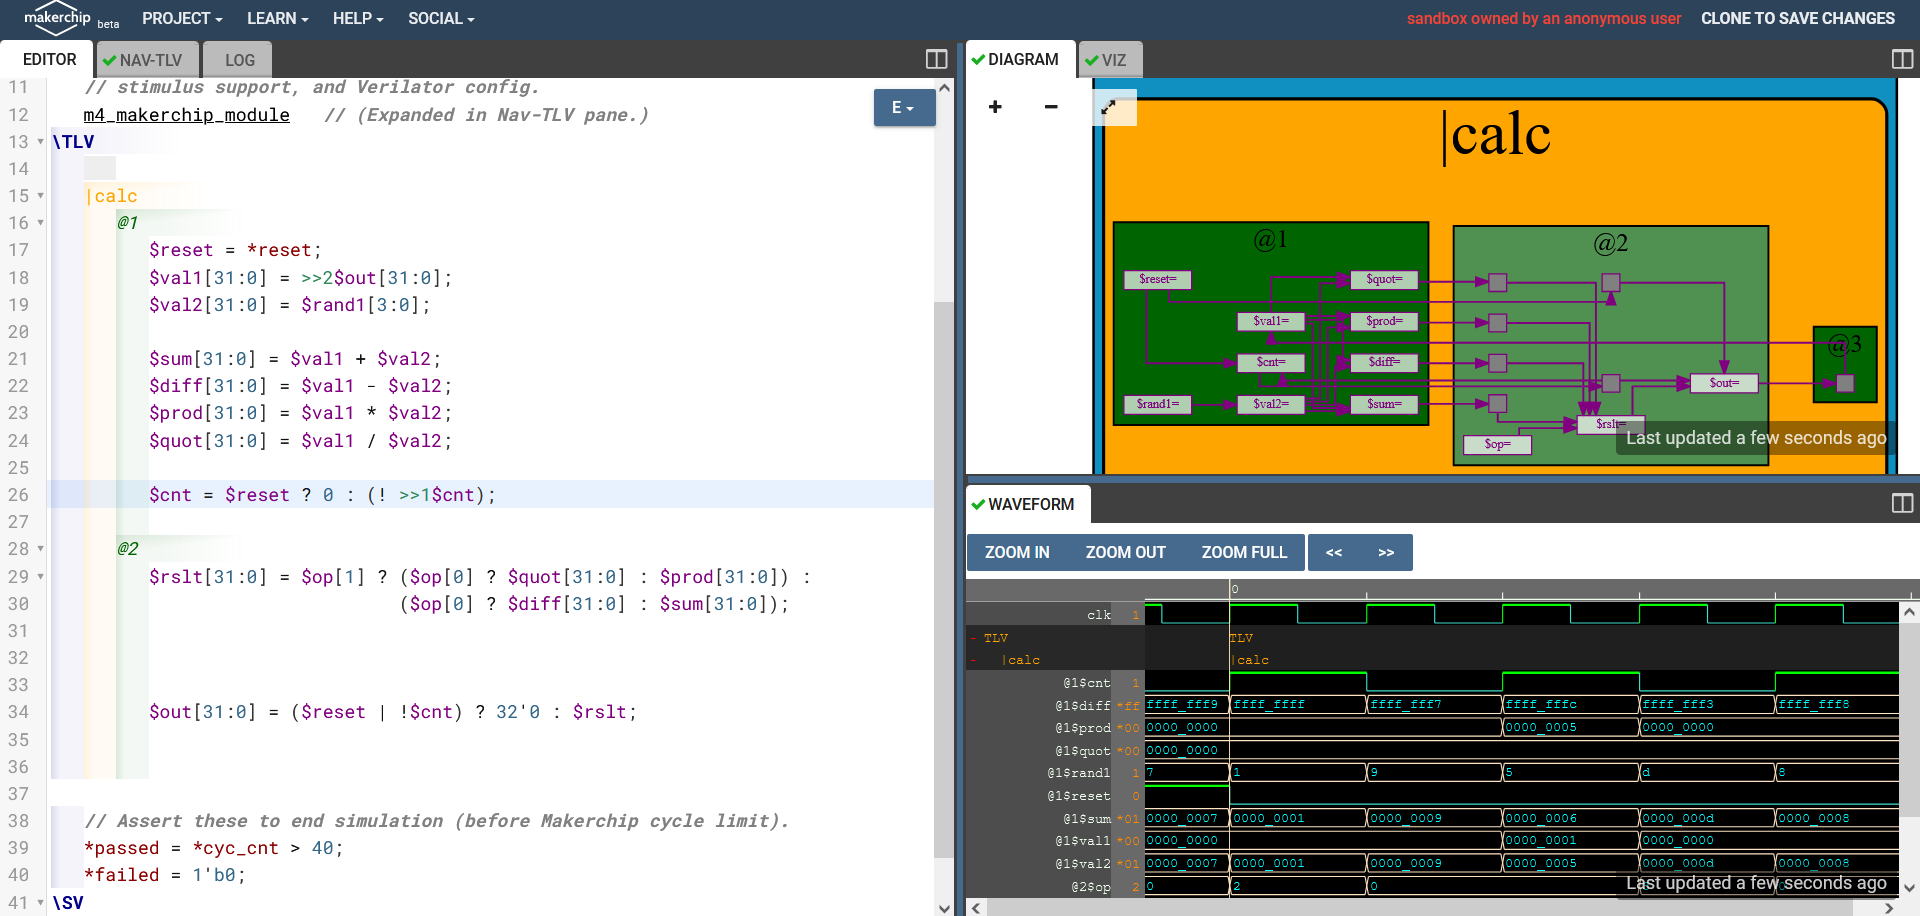 makerchip beta PROJECT LEARN HELP SOCIAL sandbox owned by an anonymous user CLONE TO SAVE CHANGES
EDITOR NAV-TLV LOG
11 // stimulus support, and Verilator config.
12 m4_makerchip_module // (Expanded in Nav-TLV pane.)
E
13 \TLV
14
15 |calc
16 @1
17 $reset = *reset;
18 $val1[31:0] = >>2$out[31:0];
19 $val2[31:0] = $rand1[3:0];
20
21 $sum[31:0] = $val1 + $val2;
22 $diff[31:0] = $val1 - $val2;
23 $prod[31:0] = $val1 * $val2;
24 $quot[31:0] = $val1 / $val2;
25
26 $cnt = $reset ? 0 : (! >>1$cnt);
27
28 @2
29 $rslt[31:0] = $op[1] ? ($op[0] ? $quot[31:0] : $prod[31:0]) :
30 ($op[0] ? $diff[31:0] : $sum[31:0]);
31
32
33
34 $out[31:0] = ($reset | !$cnt) ? 32'0 : $rslt;
35
36
37
38 // Assert these to end simulation (before Makerchip cycle limit).
39 *passed = *cyc_cnt > 40;
40 *failed = 1'b0;
41 \SV
DIAGRAM VIZ
+ -
|calc
@1
$reset=
$quot=
$val1=
$prod=
$cnt=
$diff=
$rand1=
$val2=
$sum=
@2
$out=
$rslt=
$op=
@3
Last updated a few seconds ago
WAVEFORM
ZOOM IN ZOOM OUT ZOOM FULL << >>
0
clk 1
- TLV TLV
- |calc |calc
@1$cnt 1
@1$diff *ff ffff_fff9 ffff_ffff ffff_fff7 ffff_fffc ffff_fff3 ffff_fff8
@1$prod *00 0000_0000 0000_0005 0000_0000
@1$quot *00 0000_0000
@1$rand1 1 7 1 9 5 d 8
@1$reset 0
@1$sum *01 0000_0007 0000_0001 0000_0009 0000_0006 0000_000d 0000_0008
@1$val1 *00 0000_0000 0000_0001 0000_0000
@1$val2 *01 0000_0007 0000_0001 0000_0009 0000_0005 0000_000d 0000_0008
@2$op 2 0 2 0
Last updated a few seconds ago